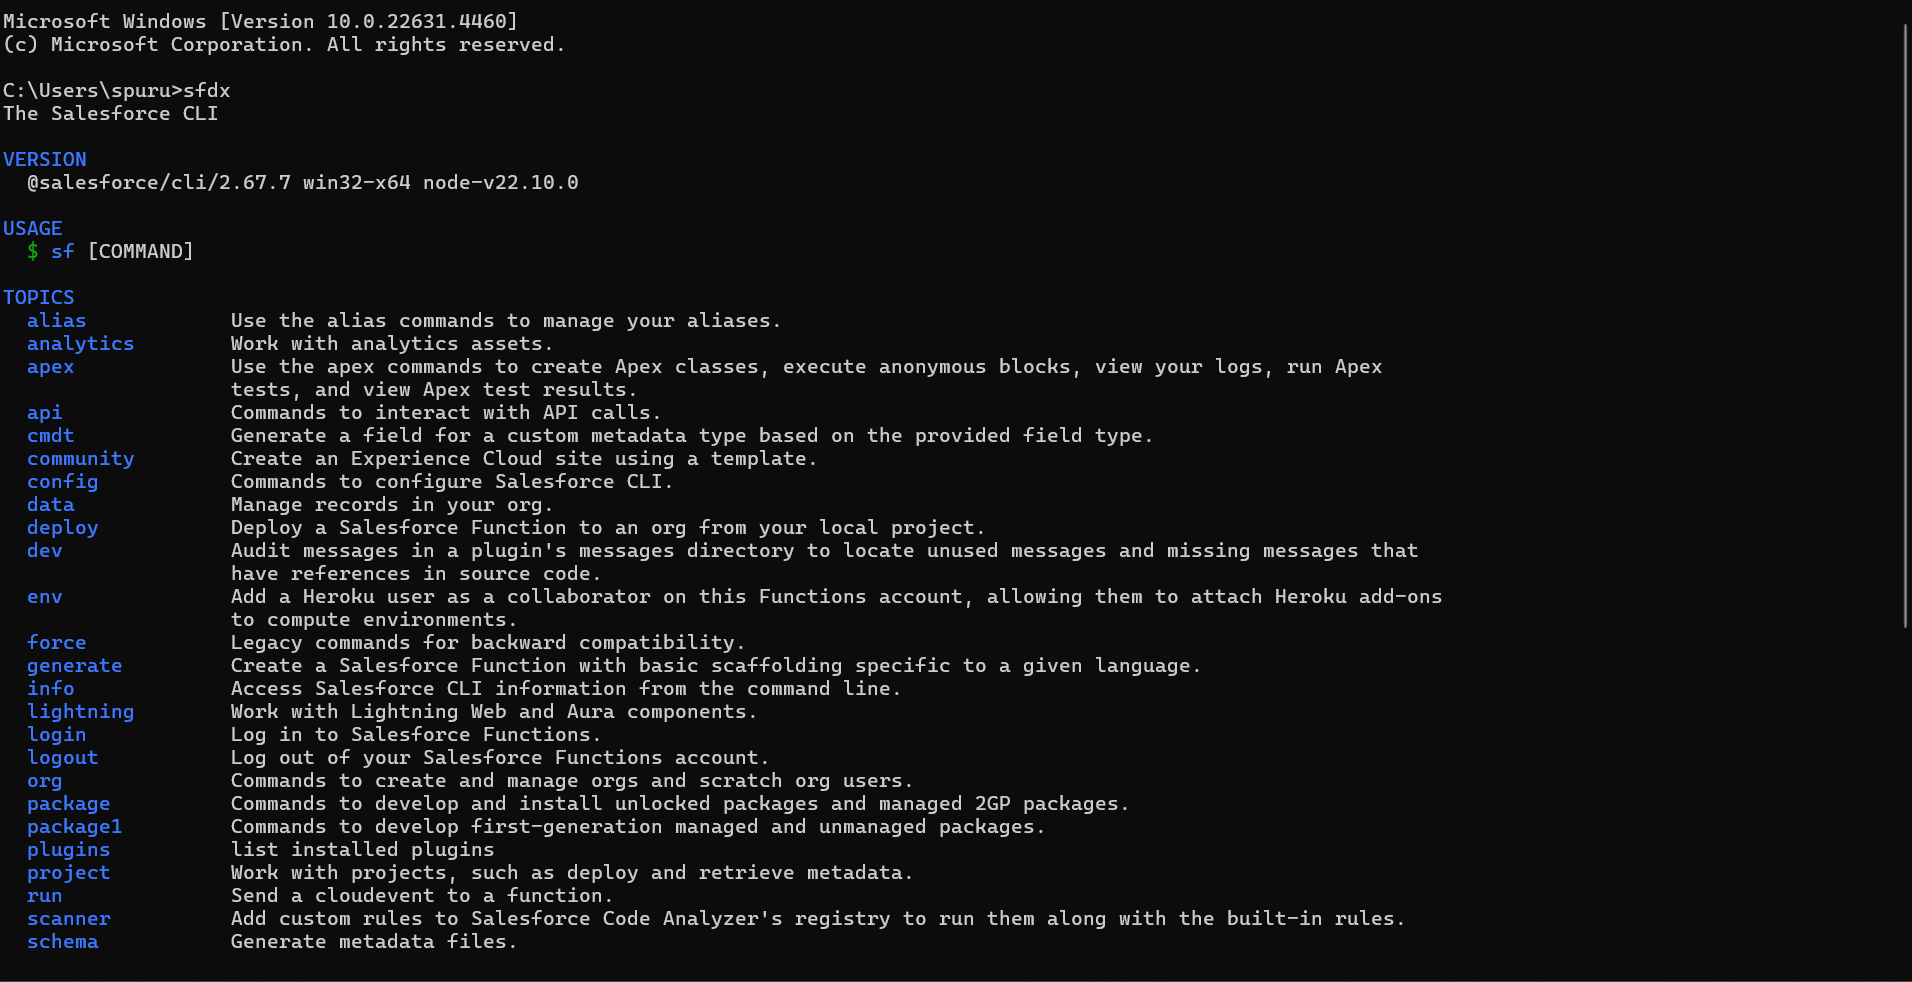 Microsoft Windows [Version 10.0.22631.4460]
(c) Microsoft Corporation. All rights reserved.
C:\Users\spuru>sfdx
The Salesforce CLI
VERSION
@salesforce/cli/2.67.7 win32-x64 node-v22.10.0
USAGE
$ sf [COMMAND]
TOPICS
alias Use the alias commands to manage your aliases.
analytics Work with analytics assets.
apex Use the apex commands to create Apex classes, execute anonymous blocks, view your logs, run Apex
tests, and view Apex test results.
api Commands to interact with API calls.
cmdt Generate a field for a custom metadata type based on the provided field type.
community Create an Experience Cloud site using a template.
config Commands to configure Salesforce CLI.
data Manage records in your org.
deploy Deploy a Salesforce Function to an org from your local project.
dev Audit messages in a plugin's messages directory to locate unused messages and missing messages that
have references in source code.
env Add a Heroku user as a collaborator on this Functions account, allowing them to attach Heroku add-ons
to compute environments.
force Legacy commands for backward compatibility.
generate Create a Salesforce Function with basic scaffolding specific to a given language.
info Access Salesforce CLI information from the command line.
lightning Work with Lightning Web and Aura components.
login Log in to Salesforce Functions.
logout Log out of your Salesforce Functions account.
org Commands to create and manage orgs and scratch org users.
package Commands to develop and install unlocked packages and managed 2GP packages.
package1 Commands to develop first-generation managed and unmanaged packages.
plugins list installed plugins
project Work with projects, such as deploy and retrieve metadata.
run Send a cloudevent to a function.
scanner Add custom rules to Salesforce Code Analyzer's registry to run them along with the built-in rules.
schema Generate metadata files.